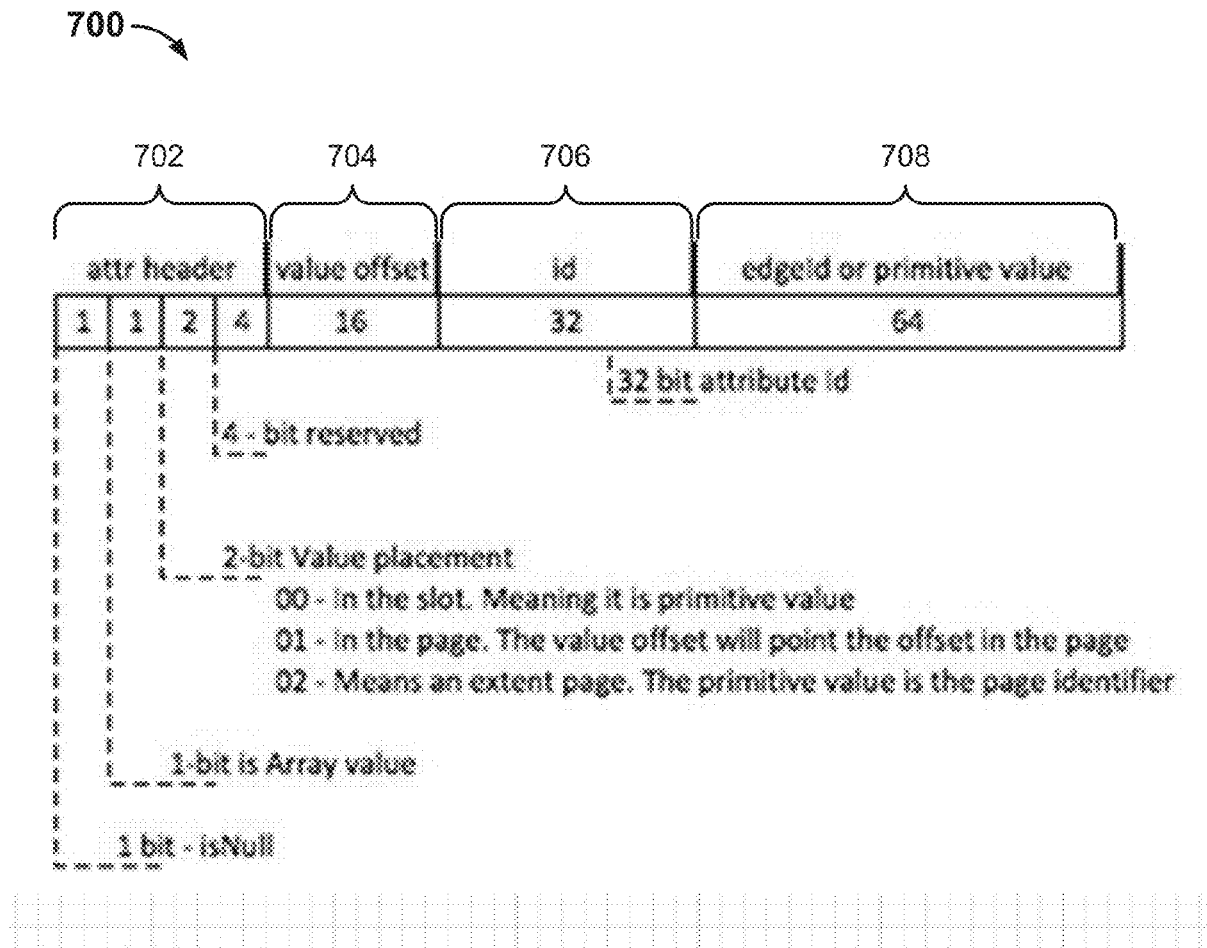 700
702 704 706 708
attr header value offset id edgeId or primitive value
1 1 2 4 16 32 64
32 bit attribute id
4 - bit reserved
2-bit Value placement
00 - in the slot. Meaning it is primitive value
01 - in the page. The value offset will point the offset in the page
02 - Means an extent page. The primitive value is the page identifier
1-bit is Array value
1 bit - isNull